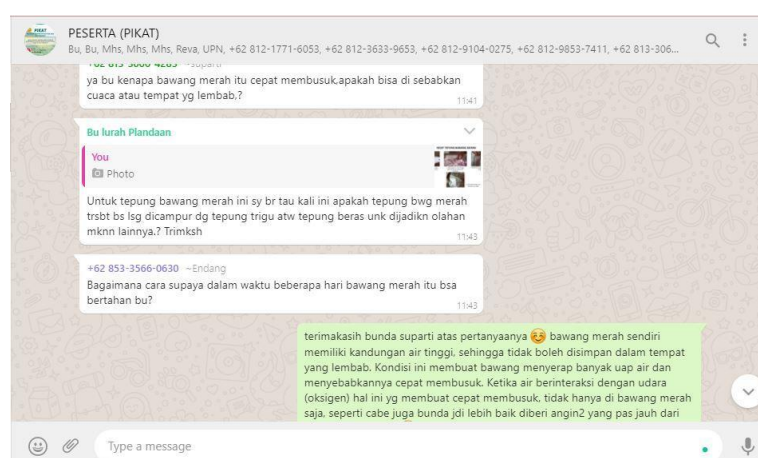 PESERTA (PIKAT)
Bu, Bu, Mhs, Mhs, Mhs, Reva, UPN, +62 812-1771-6053, +62 812-3633-9653, +62 812-9104-0275, +62 812-9853-7411, +62 813-306...
ya bu kenapa bawang merah itu cepat membusuk,apakah bisa di sebabkan
cuaca atau tempat yg lembab,?
11:41
Bu lurah Plandaan
You
Photo
Untuk tepung bawang merah ini sy br tau kali ini apakah tepung bwg merah
trsbt bs lsg dicampur dg tepung trigu atw tepung beras unk dijadikn olahan
mknn lainnya.? Trimksh
11:43
+62 853-3566-0630 ~Endang
Bagaimana cara supaya dalam waktu beberapa hari bawang merah itu bsa
bertahan bu?
11:43
terimakasih bunda suparti atas pertanyaanya 😊 bawang merah sendiri
memiliki kandungan air tinggi, sehingga tidak boleh disimpan dalam tempat
yang lembab. Kondisi ini membuat bawang menyerap banyak uap air dan
menyebabkannya cepat membusuk. Ketika air berinteraksi dengan udara
(oksigen) hal ini yg membuat cepat membusuk, tidak hanya di bawang merah
saja, seperti cabe juga bunda jdi lebih baik diberi angin2 yang pas jauh dari
Type a message